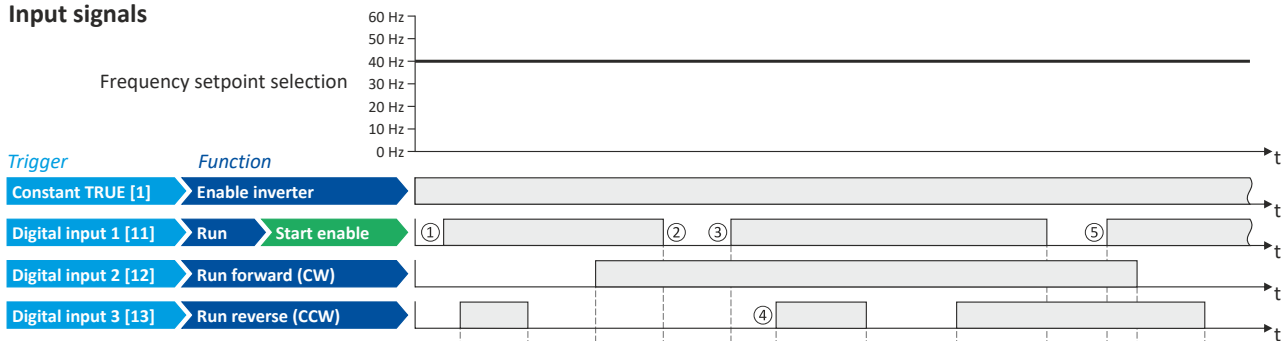 Input signals
60 Hz
50 Hz
Frequency setpoint selection 40 Hz
30 Hz
20 Hz
10 Hz
0 Hz
t
Trigger Function
Constant TRUE [1] Enable inverter
t
Digital input 1 [11] Run Start enable ① ② ③ ⑤
t
Digital input 2 [12] Run forward (CW)
t
Digital input 3 [13] Run reverse (CCW) ④
t